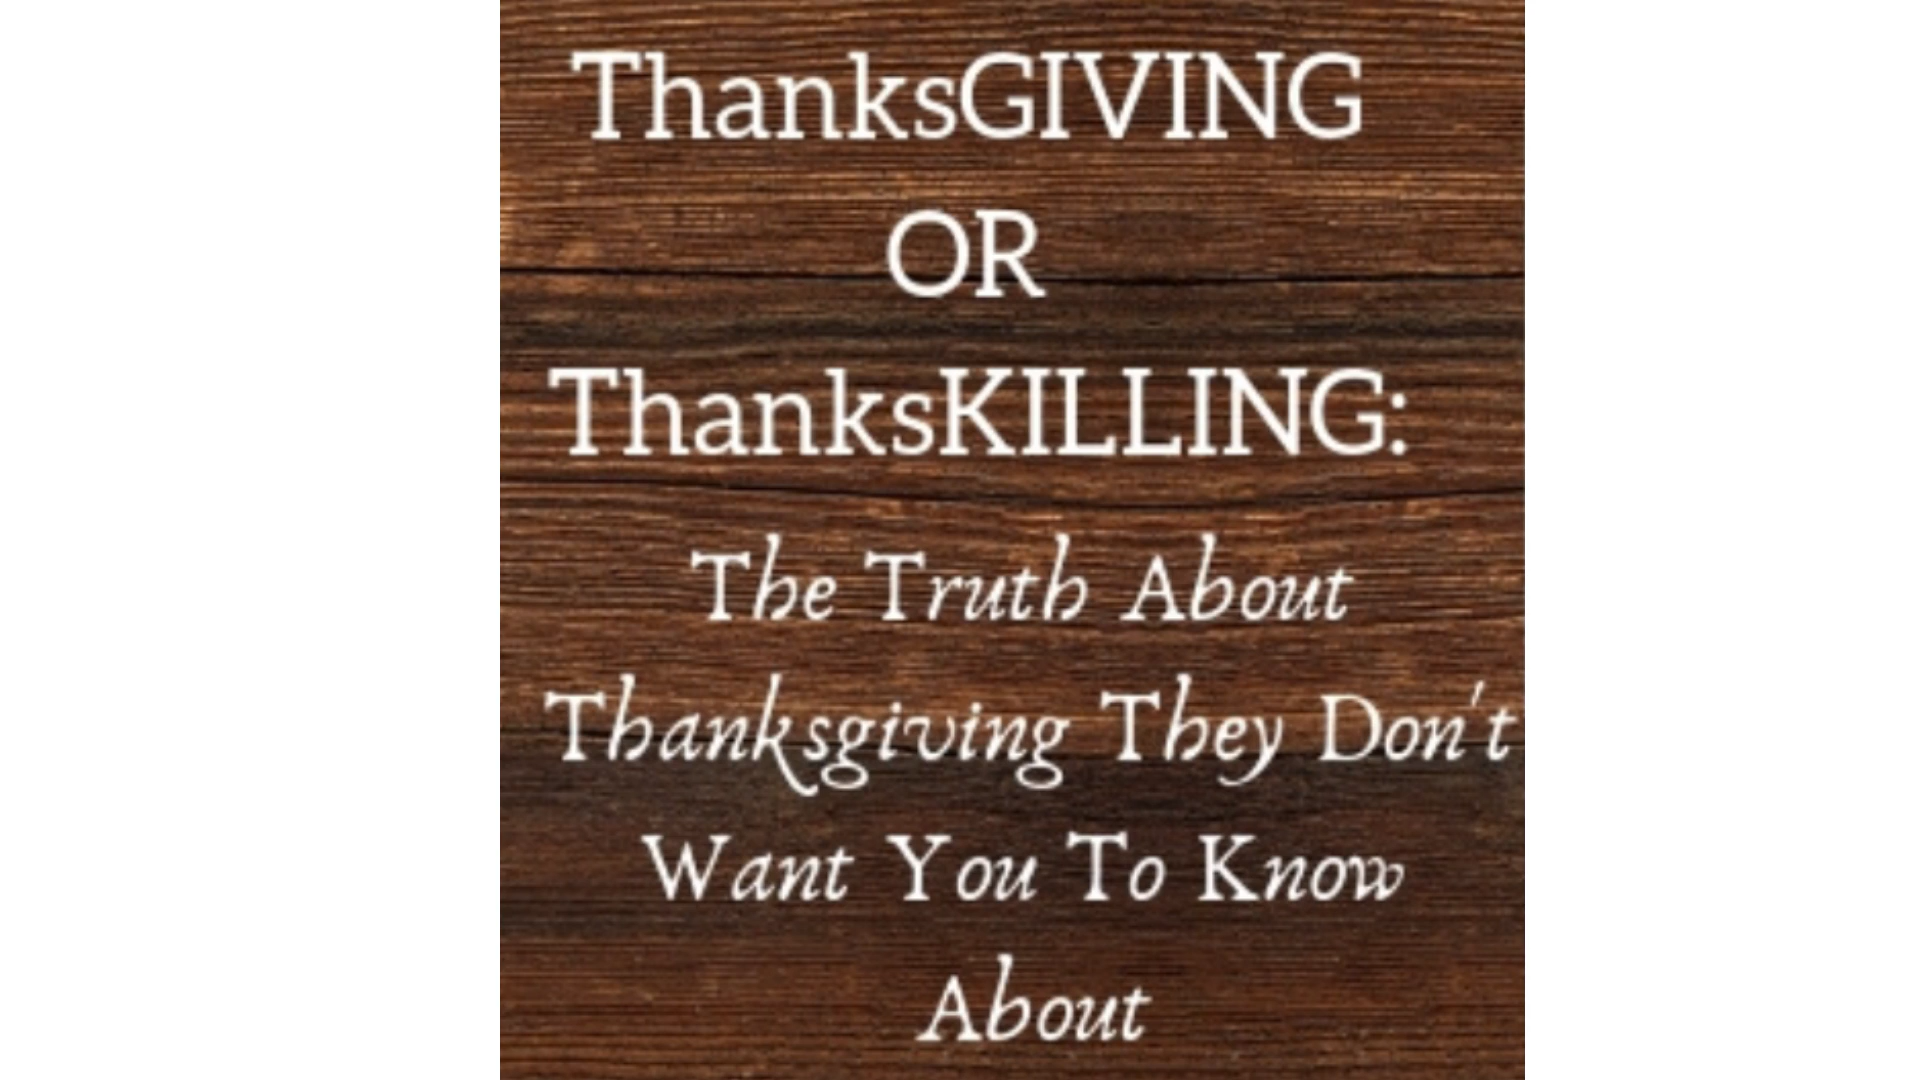 ThanksGIVING
OR
ThanksKILLING:
The Truth About
Thanksgiving They Don't
Want You To Know
About